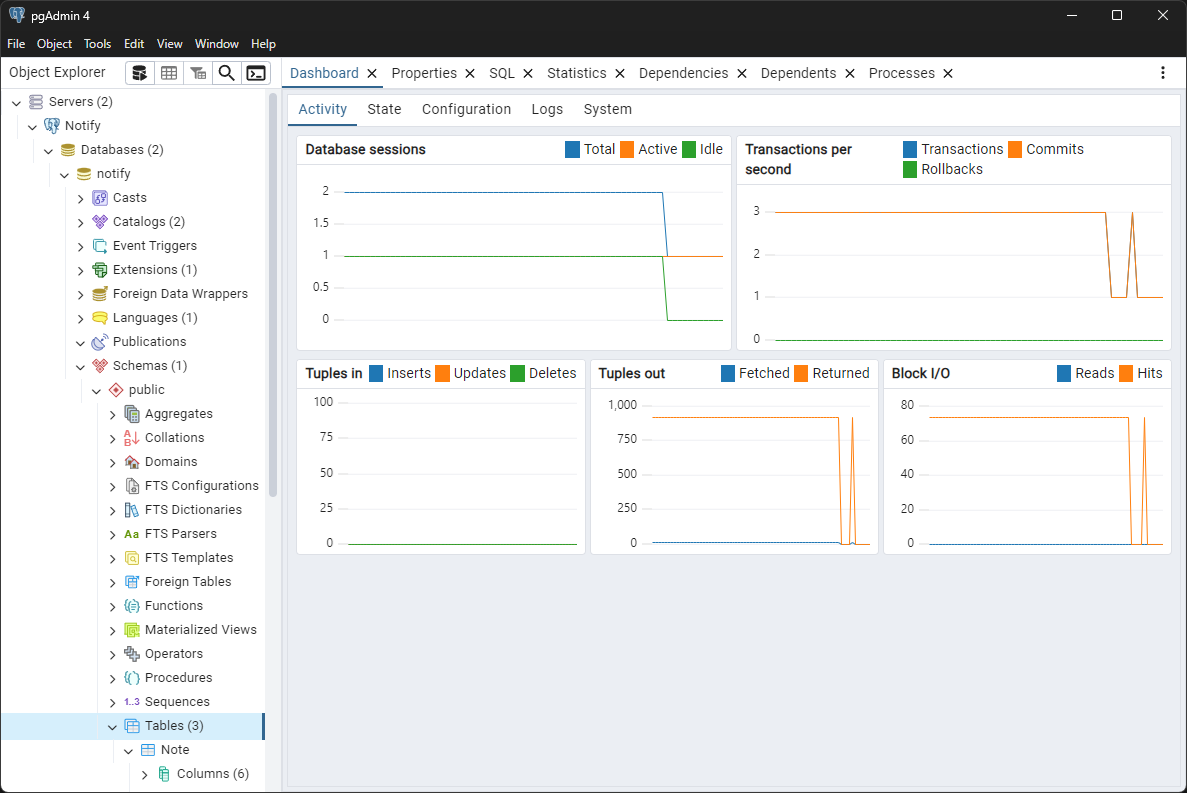 pgAdmin 4
File Object Tools Edit View Window Help
Object Explorer
Dashboard Properties SQL Statistics Dependencies Dependents Processes
Servers (2)
Notify
Databases (2)
notify
Casts
Catalogs (2)
Event Triggers
Extensions (1)
Foreign Data Wrappers
Languages (1)
Publications
Schemas (1)
public
Aggregates
Collations
Domains
FTS Configurations
FTS Dictionaries
Aa FTS Parsers
FTS Templates
Foreign Tables
Functions
Materialized Views
Operators
Procedures
1..3 Sequences
Tables (3)
Note
Columns (6)
Activity State Configuration Logs System
Database sessions Total Active Idle
2
1.5
1
0.5
0
Transactions per second Transactions Commits
Rollbacks
3
2
1
0
Tuples in Inserts Updates Deletes
100
75
50
25
0
Tuples out Fetched Returned
1,000
750
500
250
0
Block I/O Reads Hits
80
60
40
20
0